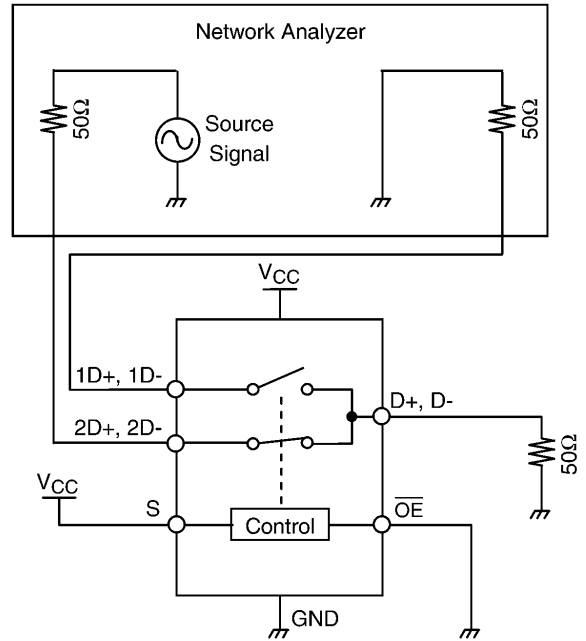 Network Analyzer
50Ω
Source
Signal
50Ω
VCC
1D+, 1D-
D+, D-
2D+, 2D-
50Ω
VCC
S
Control
OE
GND